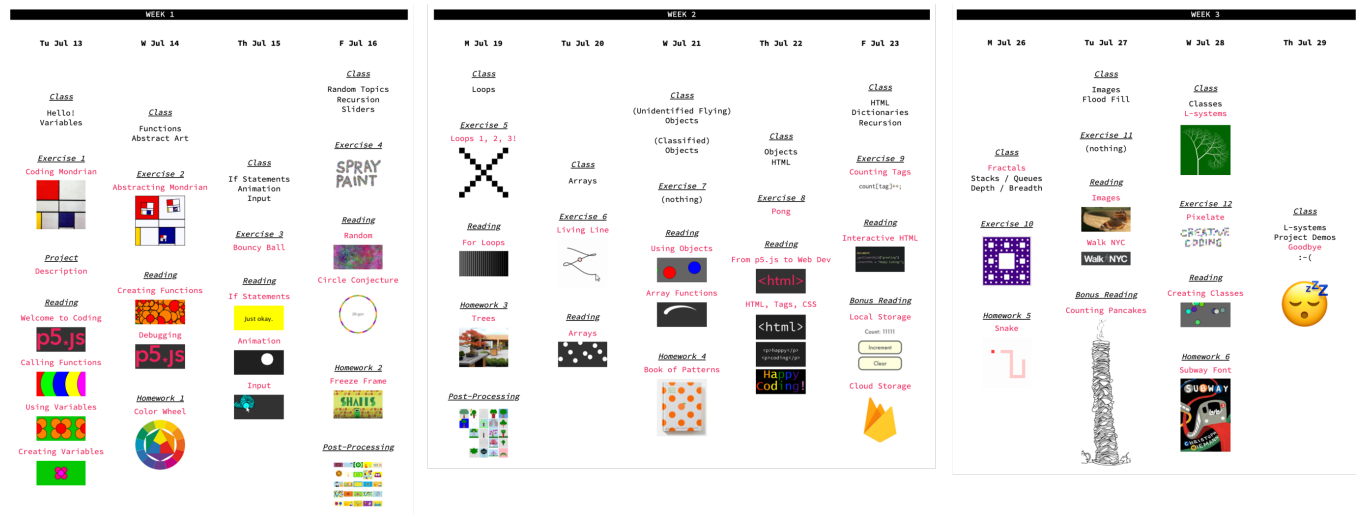 WEEK 1
Tu Jul 13
Class
Hello!
Variables
Exercise 1
Coding Mondrian
Project
Description
Reading
Welcome to Coding
p5.js
Calling Functions
Using Variables
Creating Variables
W Jul 14
Class
Functions
Abstract Art
Exercise 2
Abstracting Mondrian
Reading
Creating Functions
Debugging
p5.js
Homework 1
Color Wheel
Th Jul 15
Class
If Statements
Animation
Input
Exercise 3
Bouncy Ball
Reading
If Statements
Just okay.
Animation
Input
F Jul 16
Class
Random Topics
Recursion
Sliders
Exercise 4
SPRAY
PAINT
Reading
Random
Circle Conjecture
Homework 2
Freeze Frame
Post-Processing
WEEK 2
M Jul 19
Class
Loops
Exercise 5
Loops 1, 2, 3!
Reading
For Loops
Homework 3
Trees
Post-Processing
Tu Jul 20
Class
Arrays
Exercise 6
Living Line
Reading
Arrays
W Jul 21
Class
(Unidentified Flying)
Objects
(Classified)
Objects
Exercise 7
(nothing)
Reading
Using Objects
Array Functions
Homework 4
Book of Patterns
Th Jul 22
Class
Objects
HTML
Exercise 8
Pong
Reading
From p5.js to Web Dev
<html>
HTML, Tags, CSS
<html>
<p>happy</p>
<p>coding</p>
Happy
Coding!
F Jul 23
Class
HTML
Dictionaries
Recursion
Exercise 9
Counting Tags
count[tag]++;
Reading
Interactive HTML
Bonus Reading
Local Storage
Count: 11111
Increment
Clear
Cloud Storage
WEEK 3
M Jul 26
Class
Fractals
Stacks / Queues
Depth / Breadth
Exercise 10
Homework 5
Snake
Tu Jul 27
Class
Images
Flood Fill
Exercise 11
(nothing)
Reading
Images
Walk NYC
Walk NYC
Bonus Reading
Counting Pancakes
W Jul 28
Class
Classes
L-systems
Exercise 12
Pixelate
CREATIVE
CODING
Reading
Creating Classes
Homework 6
Subway Font
SUBWAY
CHRISTOPH
NIEMANN
Th Jul 29
Class
L-systems
Project Demos
Goodbye
:-(